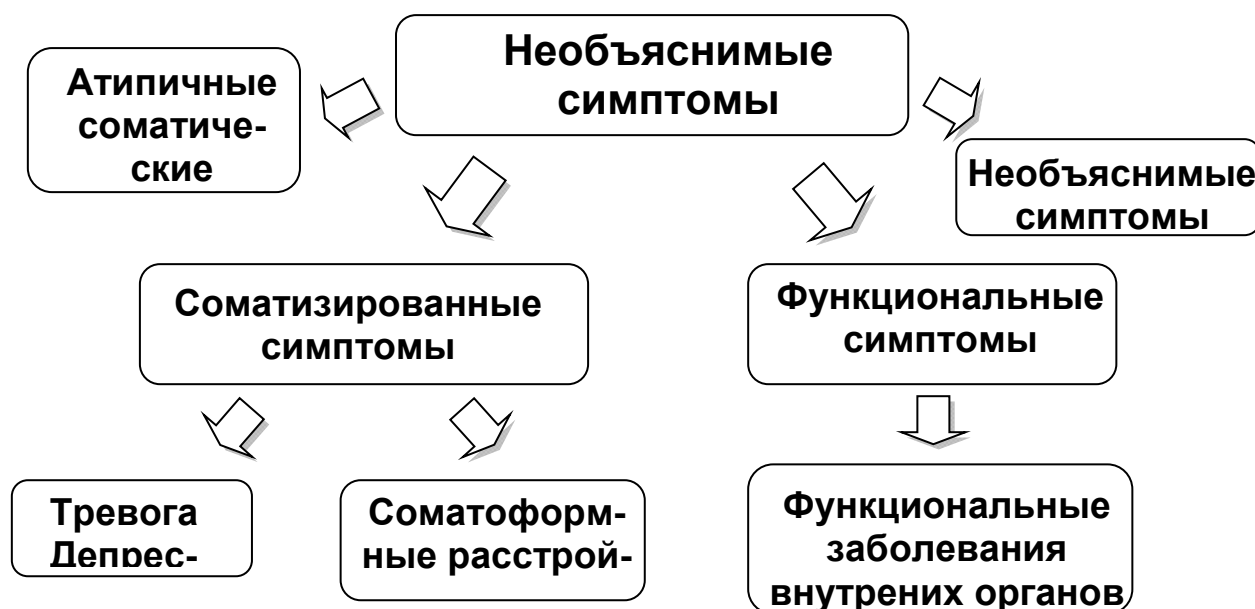 Необъяснимые
симптомы
Атипичные
соматиче-
ские
Необъяснимые
симптомы
Соматизированные
симптомы
Функциональные
симптомы
Тревога
Депрес-
Соматоформ-
ные расстрой-
Функциональные
заболевания
внутрених органов